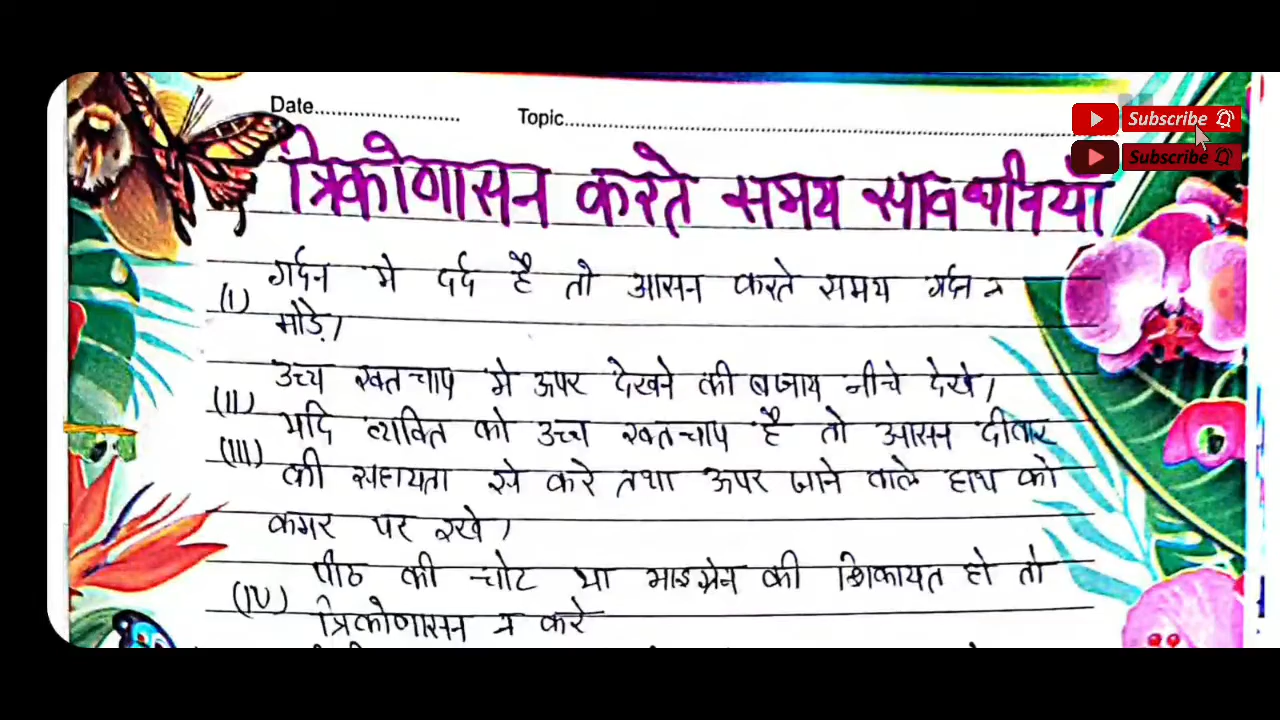 Date......................... Topic......................................................
Subscribe
Subscribe
त्रिकोणासन करते समय सावधीनियाँ
(I) गर्दन मे दर्द है तो आसन करते समय गर्दन न
मोड़े।
(II) उच्च रक्तचाप मे ऊपर देखने की बजाय नीचे देखे।
(III) यदि व्यक्ति को उच्च रक्तचाप है तो आसन दीवार
की सहायता से करे तथा ऊपर जाने वाले हाथ को
कमर पर रखे।
(IV) पीठ की चोट या माइग्रेन की शिकायत हो तो
त्रिकोणासन न करे